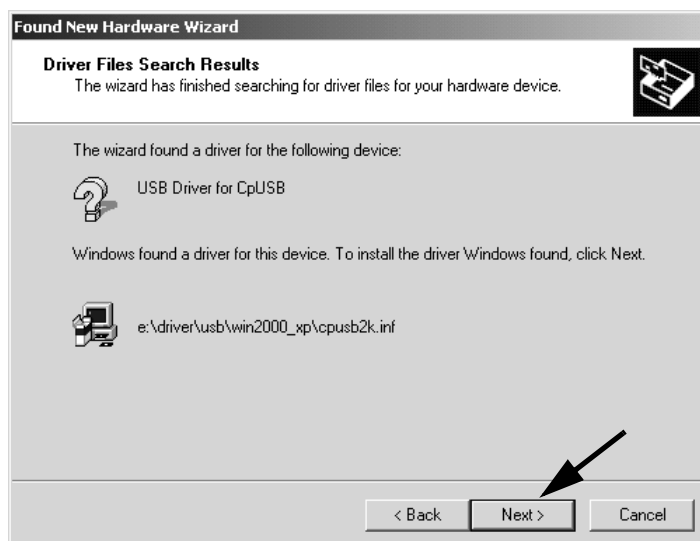 Found New Hardware Wizard
Driver Files Search Results
The wizard has finished searching for driver files for your hardware device.
The wizard found a driver for the following device:
USB Driver for CpUSB
Windows found a driver for this device. To install the driver Windows found, click Next.
e:\driver\usb\win2000_xp\cpusb2k.inf
< Back
Next >
Cancel